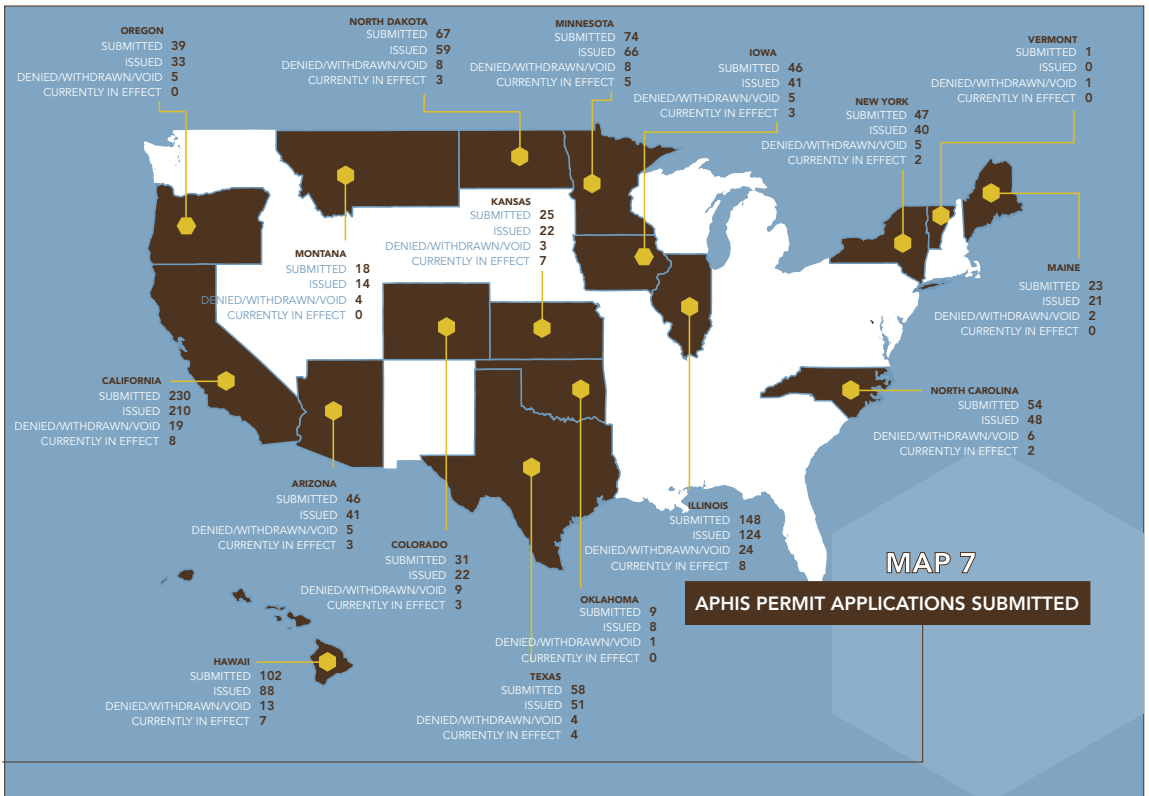 OREGON
SUBMITTED 39
ISSUED 33
DENIED/WITHDRAWN/VOID 5
CURRENTLY IN EFFECT 0
NORTH DAKOTA
SUBMITTED 67
ISSUED 59
DENIED/WITHDRAWN/VOID 8
CURRENTLY IN EFFECT 3
MINNESOTA
SUBMITTED 74
ISSUED 66
DENIED/WITHDRAWN/VOID 8
CURRENTLY IN EFFECT 5
IOWA
SUBMITTED 46
ISSUED 41
DENIED/WITHDRAWN/VOID 5
CURRENTLY IN EFFECT 3
NEW YORK
SUBMITTED 47
ISSUED 40
DENIED/WITHDRAWN/VOID 5
CURRENTLY IN EFFECT 2
VERMONT
SUBMITTED 1
ISSUED 0
DENIED/WITHDRAWN/VOID 1
CURRENTLY IN EFFECT 0
KANSAS
SUBMITTED 25
ISSUED 22
DENIED/WITHDRAWN/VOID 3
CURRENTLY IN EFFECT 7
MONTANA
SUBMITTED 18
ISSUED 14
DENIED/WITHDRAWN/VOID 4
CURRENTLY IN EFFECT 0
MAINE
SUBMITTED 23
ISSUED 21
DENIED/WITHDRAWN/VOID 2
CURRENTLY IN EFFECT 0
CALIFORNIA
SUBMITTED 230
ISSUED 210
DENIED/WITHDRAWN/VOID 19
CURRENTLY IN EFFECT 8
NORTH CAROLINA
SUBMITTED 54
ISSUED 48
DENIED/WITHDRAWN/VOID 6
CURRENTLY IN EFFECT 2
ARIZONA
SUBMITTED 46
ISSUED 41
DENIED/WITHDRAWN/VOID 5
CURRENTLY IN EFFECT 3
COLORADO
SUBMITTED 31
ISSUED 22
DENIED/WITHDRAWN/VOID 9
CURRENTLY IN EFFECT 3
ILLINOIS
SUBMITTED 148
ISSUED 124
DENIED/WITHDRAWN/VOID 24
CURRENTLY IN EFFECT 8
MAP 7
APHIS PERMIT APPLICATIONS SUBMITTED
OKLAHOMA
SUBMITTED 9
ISSUED 8
DENIED/WITHDRAWN/VOID 1
CURRENTLY IN EFFECT 0
HAWAII
SUBMITTED 102
ISSUED 88
DENIED/WITHDRAWN/VOID 13
CURRENTLY IN EFFECT 7
TEXAS
SUBMITTED 58
ISSUED 51
DENIED/WITHDRAWN/VOID 4
CURRENTLY IN EFFECT 4